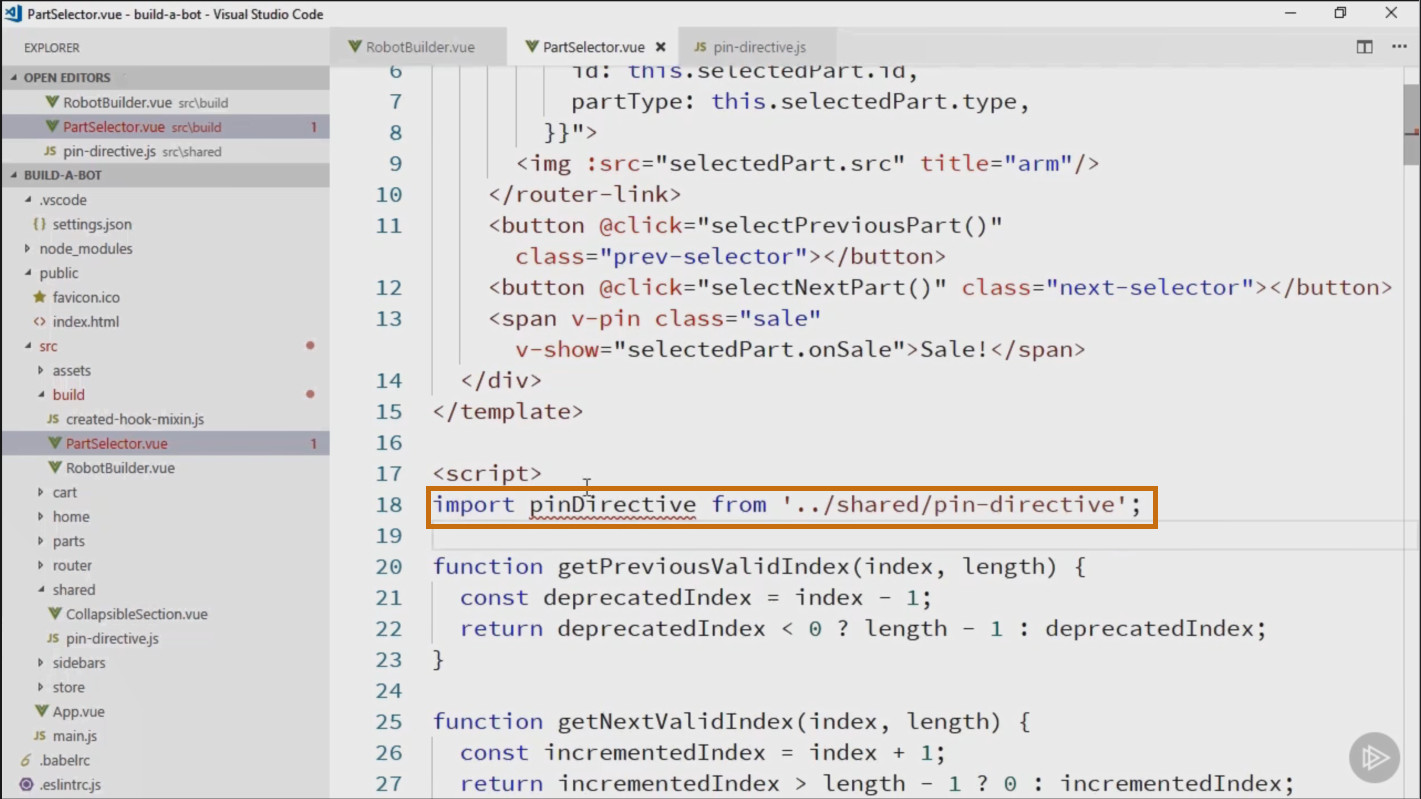 PartSelector.vue - build-a-bot - Visual Studio Code
EXPLORER
OPEN EDITORS
RobotBuilder.vue src\build
PartSelector.vue src\build 1
JS pin-directive.js src\shared
BUILD-A-BOT
.vscode
{} settings.json
node_modules
public
favicon.ico
<> index.html
src
assets
build
JS created-hook-mixin.js
PartSelector.vue 1
RobotBuilder.vue
cart
home
parts
router
shared
CollapsibleSection.vue
JS pin-directive.js
sidebars
store
App.vue
JS main.js
.babelrc
.eslintrc.js
RobotBuilder.vue PartSelector.vue JS pin-directive.js
6 id: this.selectedPart.id,
7 partType: this.selectedPart.type,
8 }}">
9 <img :src="selectedPart.src" title="arm"/>
10 </router-link>
11 <button @click="selectPreviousPart()"
class="prev-selector"></button>
12 <button @click="selectNextPart()" class="next-selector"></button>
13 <span v-pin class="sale"
v-show="selectedPart.onSale">Sale!</span>
14 </div>
15 </template>
16
17 <script>
18 import pinDirective from '../shared/pin-directive';
19
20 function getPreviousValidIndex(index, length) {
21 const deprecatedIndex = index - 1;
22 return deprecatedIndex < 0 ? length - 1 : deprecatedIndex;
23 }
24
25 function getNextValidIndex(index, length) {
26 const incrementedIndex = index + 1;
27 return incrementedIndex > length - 1 ? 0 : incrementedIndex;